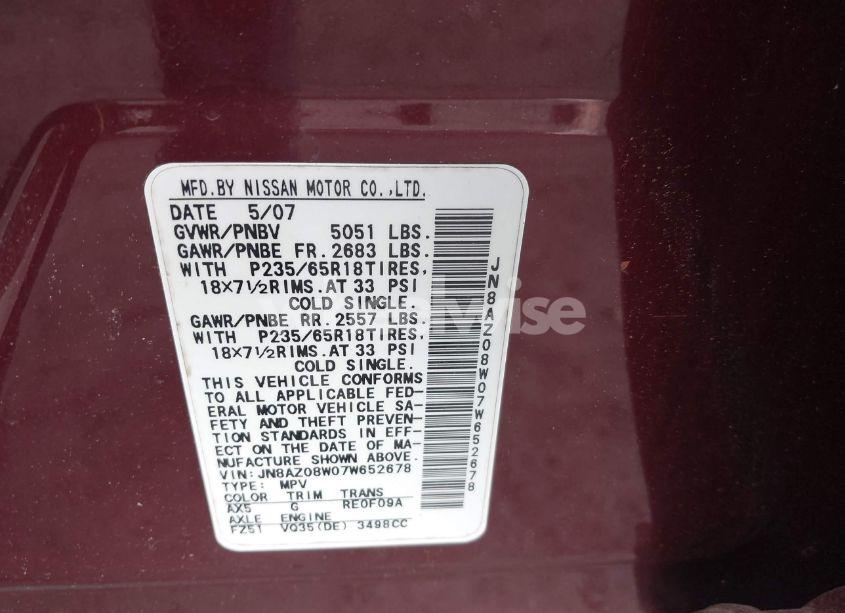 MFD.BY NISSAN MOTOR CO.,LTD.
DATE 5/07
GVWR/PNBV 5051 LBS.
GAWR/PNBE FR. 2683 LBS.
WITH P235/65R18TIRES,
18×7½RIMS.AT 33 PSI
COLD SINGLE.
GAWR/PNBE RR. 2557 LBS.
WITH P235/65R18TIRES,
18×7½RIMS.AT 33 PSI
COLD SINGLE.
THIS VEHICLE CONFORMS
TO ALL APPLICABLE FED-
ERAL MOTOR VEHICLE SA-
FETY AND THEFT PREVEN-
TION STANDARDS IN EFF-
ECT ON THE DATE OF MA-
NUFACTURE SHOWN ABOVE.
VIN: JN8AZ08W07W652678
TYPE: MPV
COLOR TRIM TRANS
AX5 G RE0F09A
AXLE ENGINE
FZ51 VQ35(DE) 3498CC
JN8AZ08W07W652678